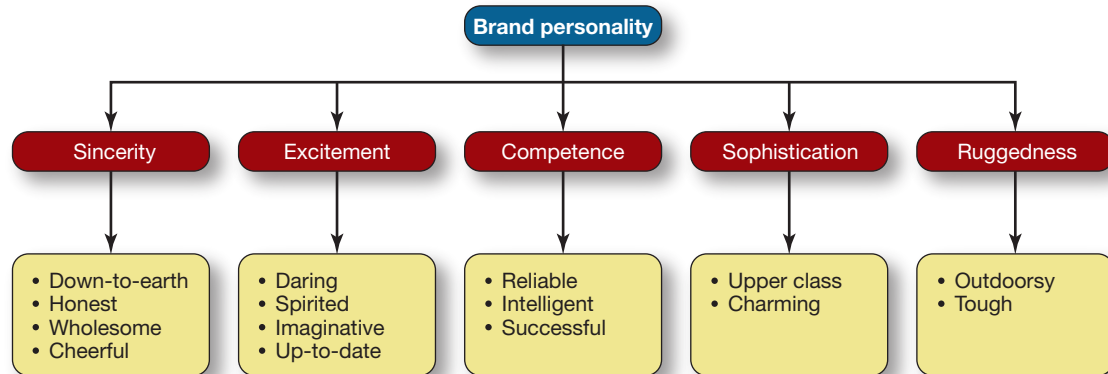 Brand personality
Sincerity
Excitement
Competence
Sophistication
Ruggedness
• Down-to-earth
• Honest
• Wholesome
• Cheerful
• Daring
• Spirited
• Imaginative
• Up-to-date
• Reliable
• Intelligent
• Successful
• Upper class
• Charming
• Outdoorsy
• Tough